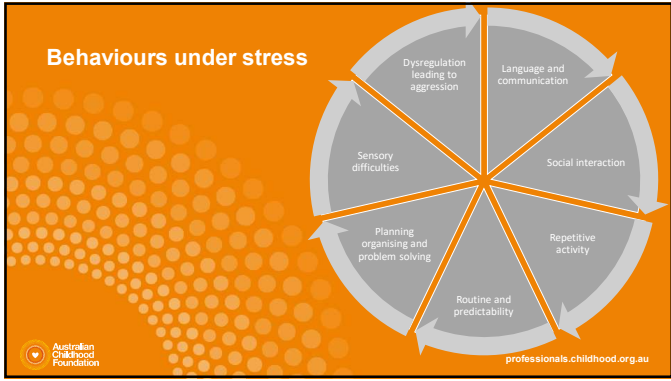 Behaviours under stress
Dysregulation
leading to
aggression
Language and
communication
Social interaction
Repetitive
activity
Routine and
predictability
Planning
organising and
problem solving
Sensory
difficulties
Australian
Childhood
Foundation
professionals.childhood.org.au